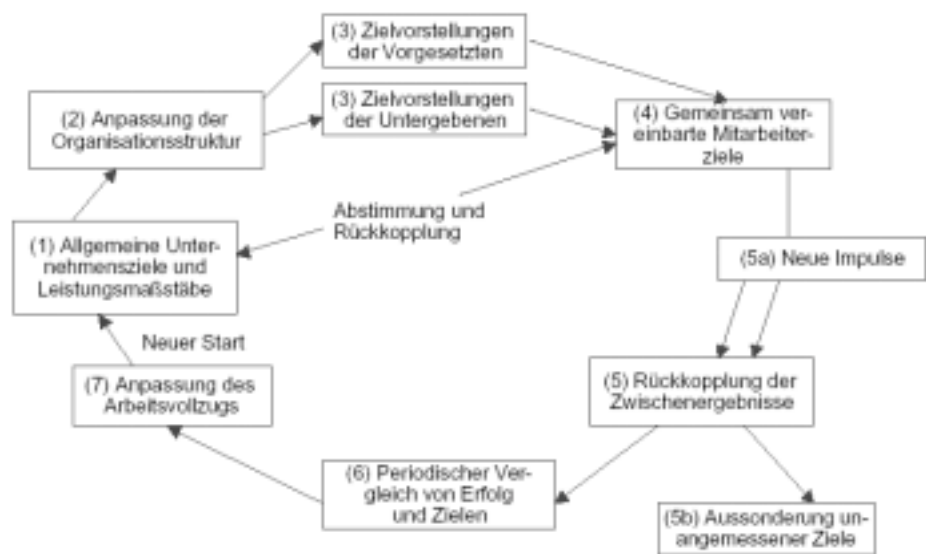 (3) Zielvorstellungen
der Vorgesetzten
(3) Zielvorstellungen
der Untergebenen
(2) Anpassung der
Organisationsstruktur
(4) Gemeinsam ver-
einbarte Mitarbeiter-
ziele
Abstimmung und
Rückkopplung
(1) Allgemeine Unter-
nehmensziele und
Leistungsmaßstäbe
(5a) Neue Impulse
Neuer Start
(7) Anpassung des
Arbeitsvollzugs
(5) Rückkopplung der
Zwischenergebnisse
(6) Periodischer Ver-
gleich von Erfolg
und Zielen
(5b) Aussonderung un-
angemessener Ziele